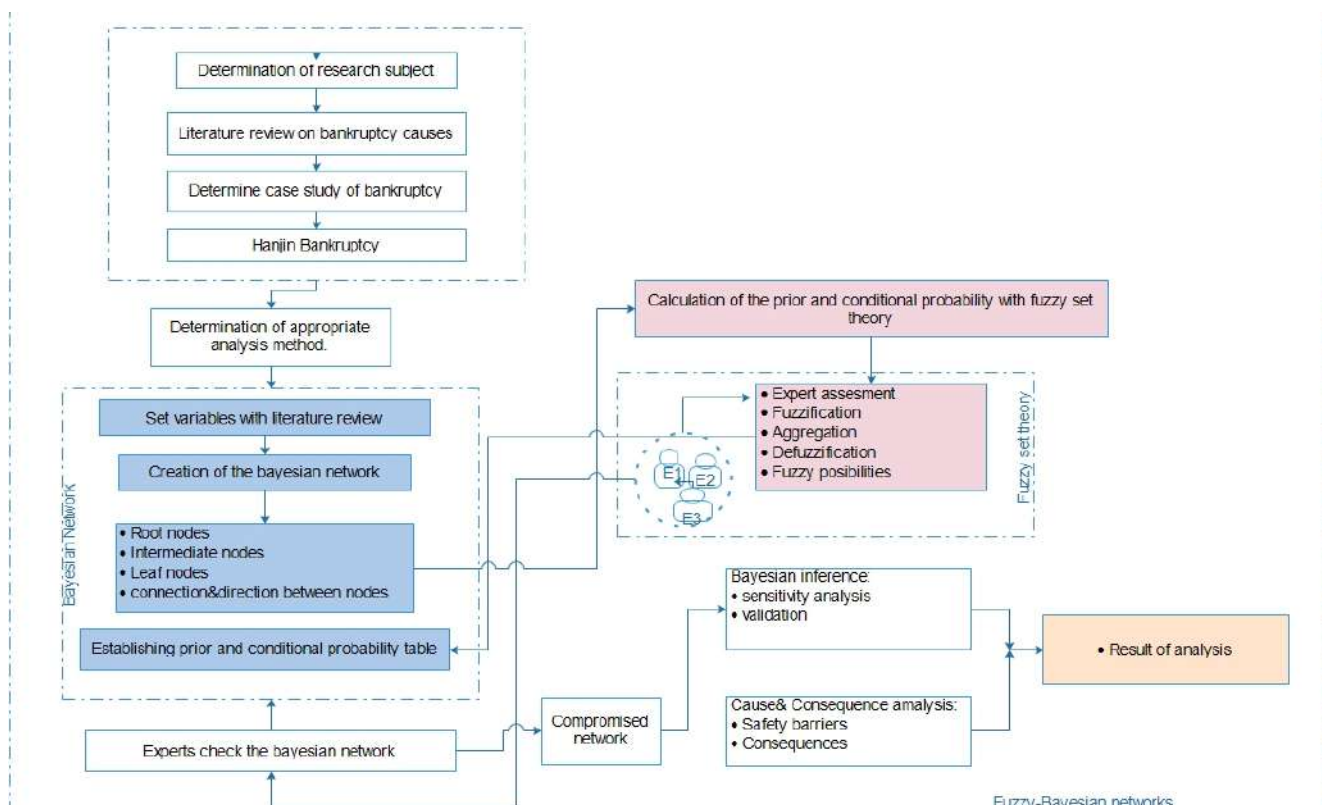 Determination of research subject
Literature review on bankruptcy causes
Determine case study of bankruptcy
Hanjin Bankruptcy
Determination of appropriate
analysis method.
Bayesian Network
Set variables with literature review
Creation of the bayesian network
• Root nodes
• Intermediate nodes
• Leaf nodes
• connection&direction between nodes
Establishing prior and conditional probability table
Experts check the bayesian network
Calculation of the prior and conditional probability with fuzzy set
theory
Fuzzy set theory
• Expert assesment
• Fuzzification
• Aggregation
• Defuzzification
• Fuzzy posibilities
E1
E2
E3
Compromised
network
Bayesian inference:
• sensitivity analysis
• validation
Cause& Consequence amalysis:
• Safety barriers
• Consequences
• Result of analysis
Fuzzy-Bayesian networks